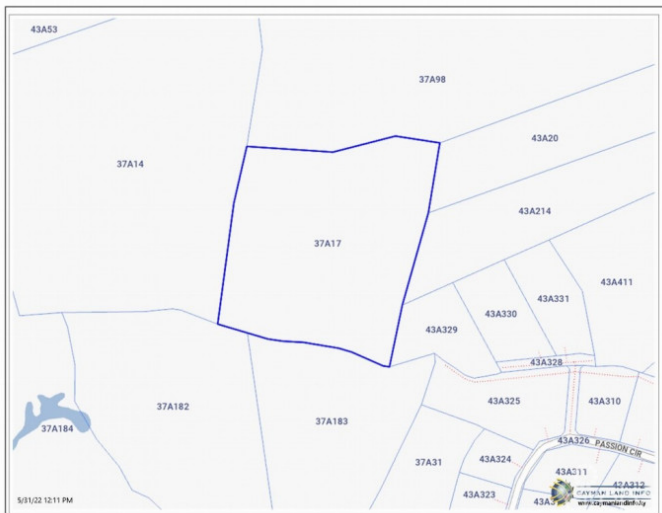 43A53
37A98
43A20
37A14
43A214
37A17
43A411
43A331
43A330
43A329
43A328
43A325
43A310
37A182
37A183
37A184
43A326
PASSION CIR
43A324
37A31
43A311
43A323
5/31/22 12:11 PM
CAYMAN LAND INFO